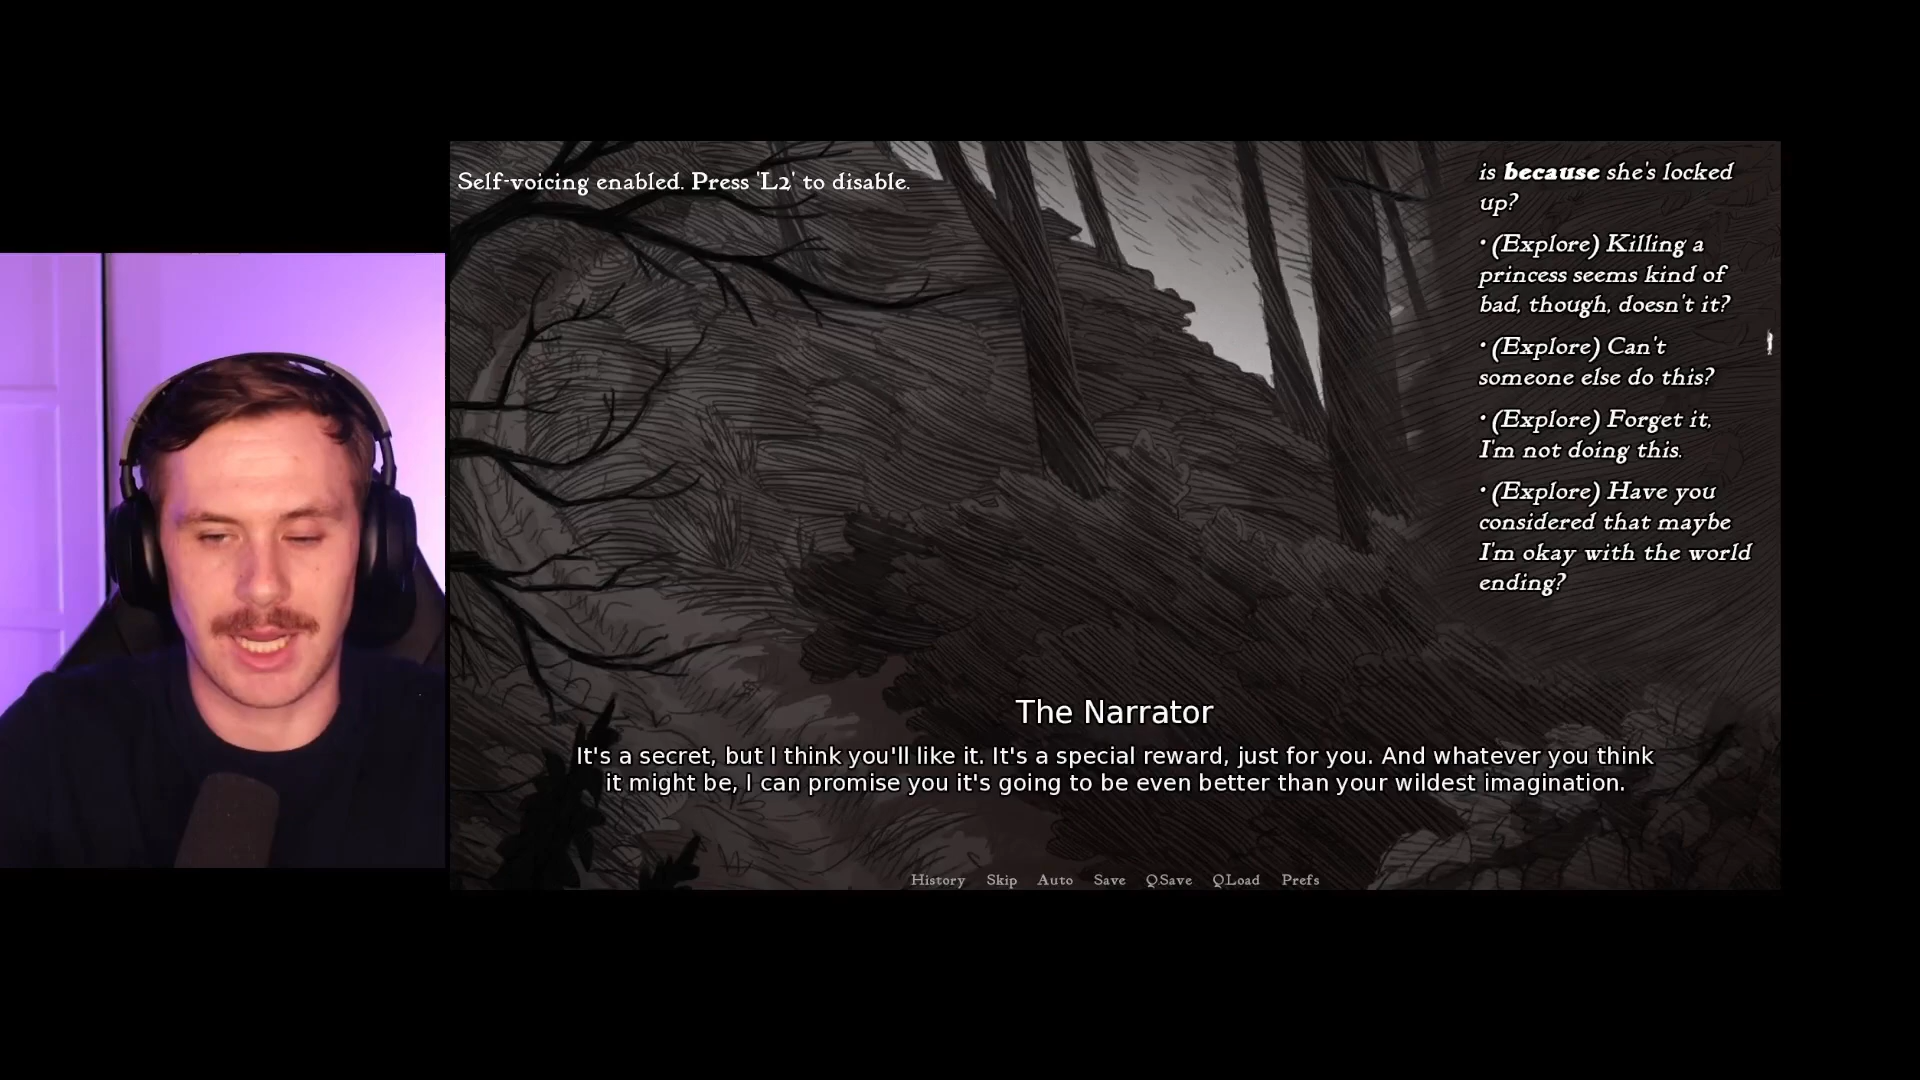 Self-voicing enabled. Press 'L2' to disable.
is because she's locked
up?
• (Explore) Killing a
princess seems kind of
bad, though, doesn't it?
• (Explore) Can't
someone else do this?
• (Explore) Forget it,
I'm not doing this.
• (Explore) Have you
considered that maybe
I'm okay with the world
ending?
The Narrator
It's a secret, but I think you'll like it. It's a special reward, just for you. And whatever you think
it might be, I can promise you it's going to be even better than your wildest imagination.
History Skip Auto Save Q.Save Q.Load Prefs